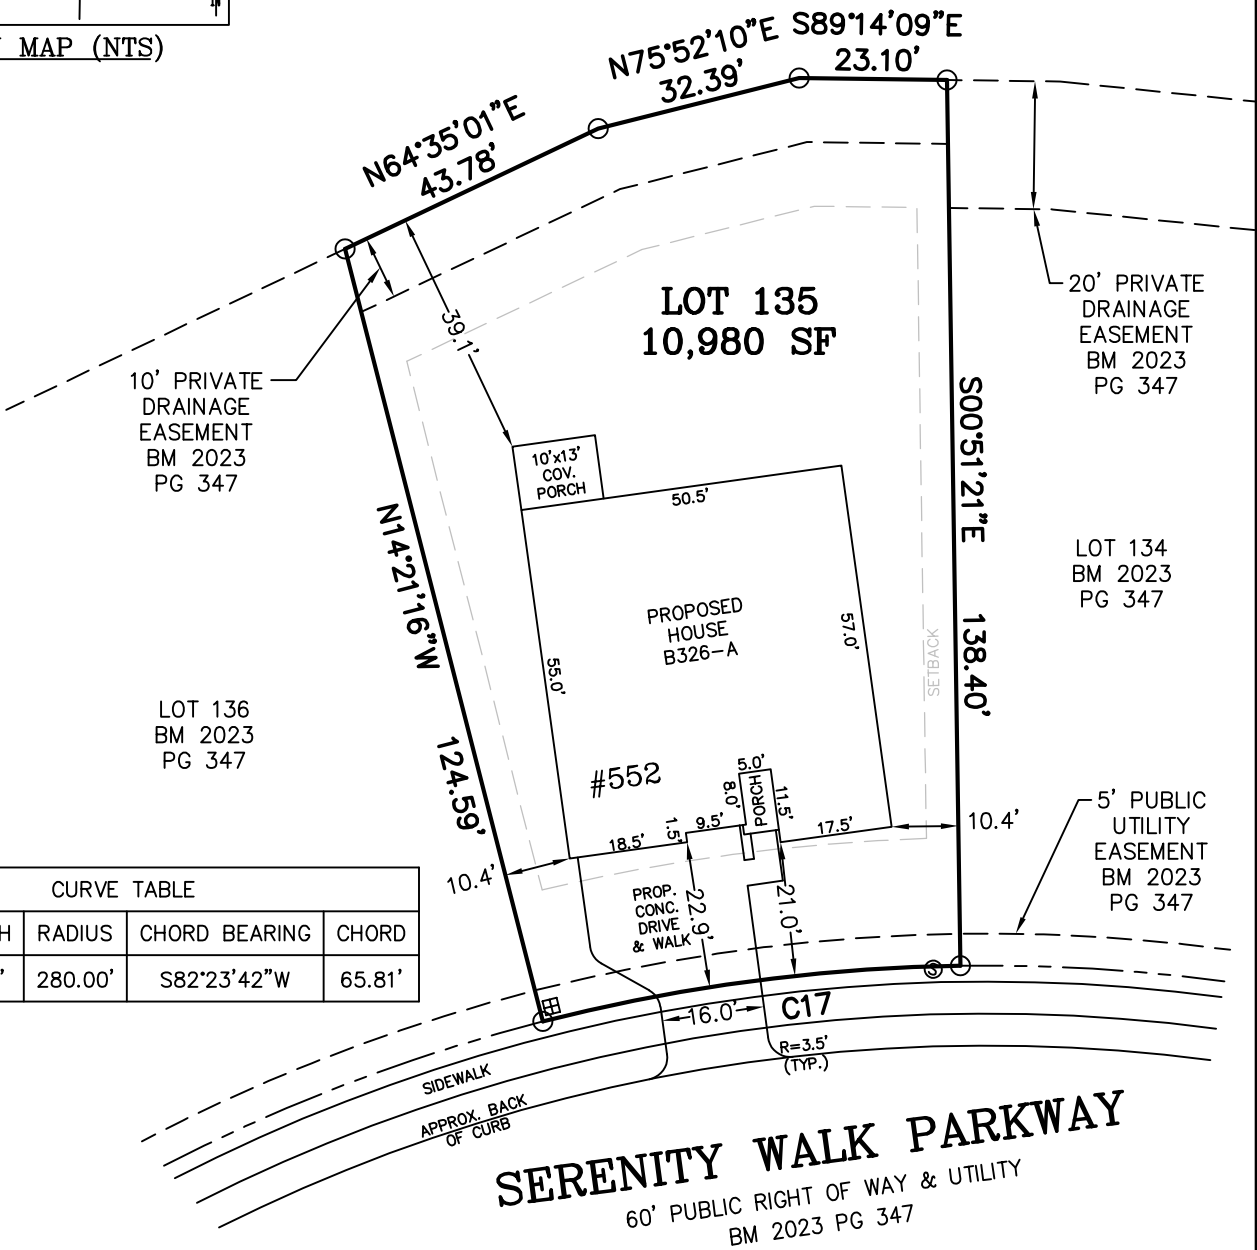 MAP (NTS)
N64°35'01"E
43.78'
N75°52'10"E
32.39'
S89°14'09"E
23.10'
39.1'
LOT 135
10,980 SF
10' PRIVATE
DRAINAGE
EASEMENT
BM 2023
PG 347
20' PRIVATE
DRAINAGE
EASEMENT
BM 2023
PG 347
10'x13'
COV.
PORCH
50.5'
S00°51'21"E
138.40'
N14°21'16"W
124.59'
LOT 134
BM 2023
PG 347
PROPOSED
HOUSE
B326-A
57.0'
55.0'
SETBACK
LOT 136
BM 2023
PG 347
#552
5.0'
8.0'
PORCH
11.5'
9.5'
1.5'
18.5'
17.5'
10.4'
10.4'
5' PUBLIC
UTILITY
EASEMENT
BM 2023
PG 347
PROP.
CONC.
DRIVE
& WALK
22.9'
21.0'
CURVE TABLE
H RADIUS CHORD BEARING CHORD
' 280.00' S82°23'42"W 65.81'
S
16.0'
C17
R=3.5'
(TYP.)
SIDEWALK
APPROX. BACK
OF CURB
SERENITY WALK PARKWAY
60' PUBLIC RIGHT OF WAY & UTILITY
BM 2023 PG 347